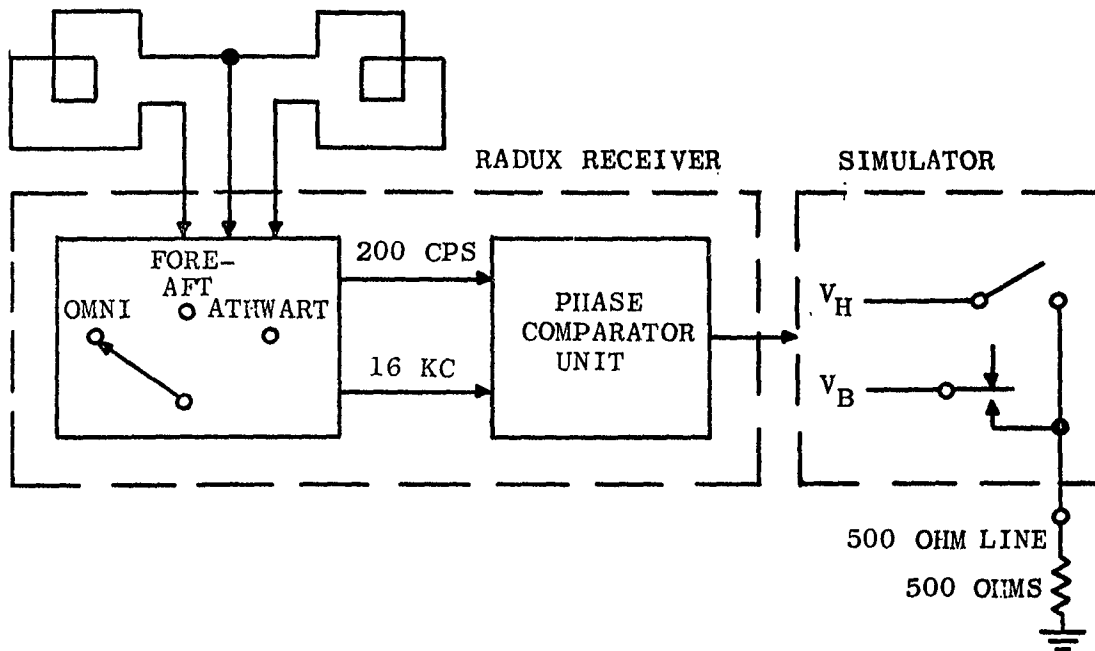 RADUX RECEIVER
SIMULATOR
FORE-
AFT
OMNI
ATHWART
200 CPS
16 KC
PHASE
COMPARATOR
UNIT
V_H
V_B
500 OHM LINE
500 OHMS